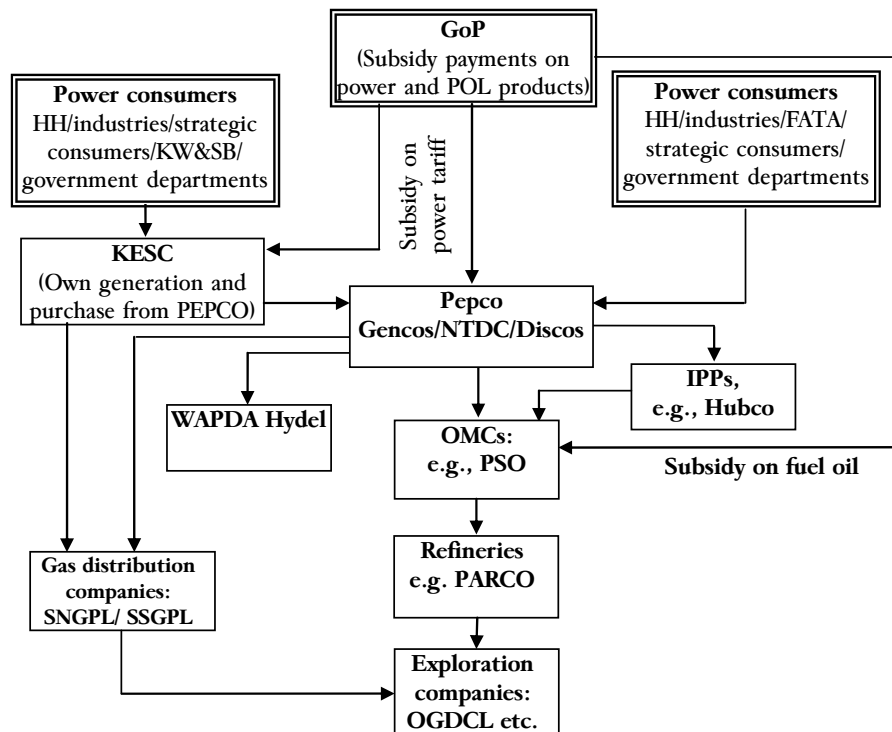 GoP
(Subsidy payments on
power and POL products)
Power consumers
HH/industries/strategic
consumers/KW&SB/
government departments
Power consumers
HH/industries/FATA/
strategic consumers/
government departments
Subsidy on
power tariff
KESC
(Own generation and
purchase from PEPCO)
Pepco
Gencos/NTDC/Discos
IPPs,
e.g., Hubco
WAPDA Hydel
OMCs:
e.g., PSO
Subsidy on fuel oil
Refineries
e.g. PARCO
Gas distribution
companies:
SNGPL/ SSGPL
Exploration
companies:
OGDCL etc.